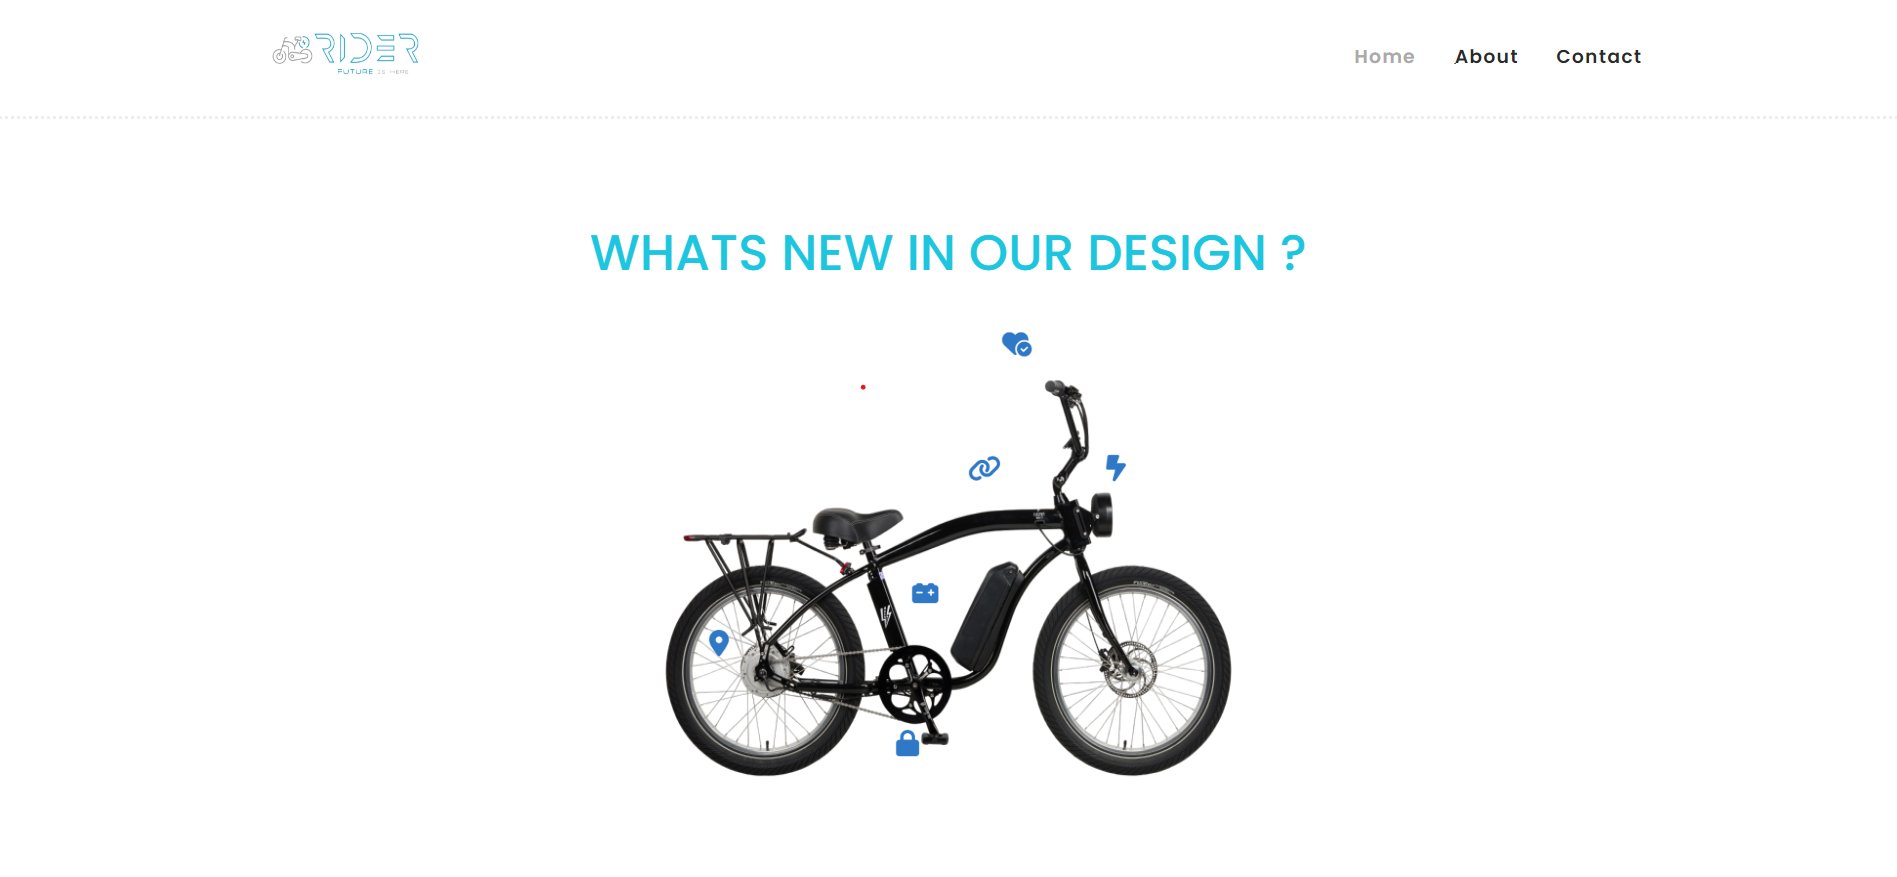 RIDER
FUTURE IS HERE
Home
About
Contact
WHATS NEW IN OUR DESIGN ?